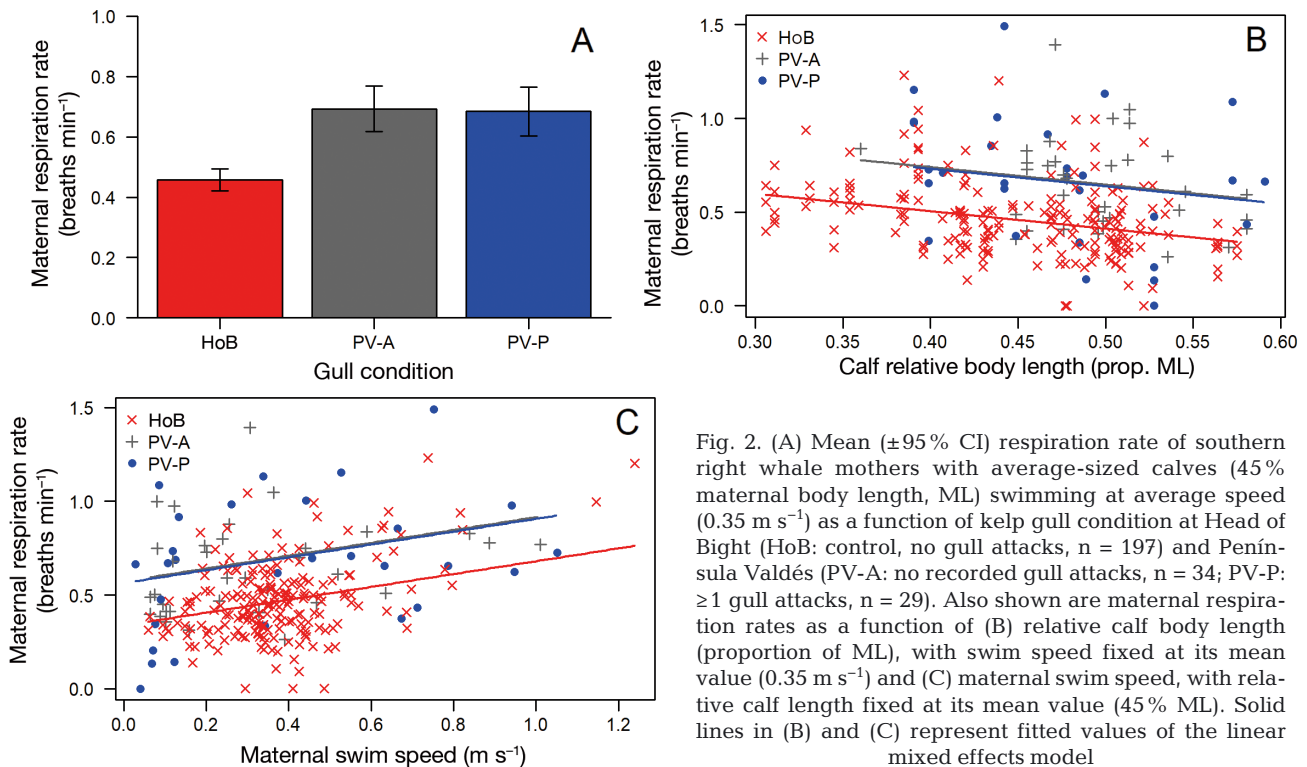 A
Maternal respiration rate
(breaths min⁻¹)
1.0
0.8
0.6
0.4
0.2
0.0
HoB
PV-A
PV-P
Gull condition
B
HoB
PV-A
PV-P
Maternal respiration rate
(breaths min⁻¹)
1.5
1.0
0.5
0.0
0.30
0.35
0.40
0.45
0.50
0.55
0.60
Calf relative body length (prop. ML)
C
HoB
PV-A
PV-P
Maternal respiration rate
(breaths min⁻¹)
1.5
1.0
0.5
0.0
0.0
0.2
0.4
0.6
0.8
1.0
1.2
Maternal swim speed (m s⁻¹)
Fig. 2. (A) Mean (±95% CI) respiration rate of southern
right whale mothers with average-sized calves (45%
maternal body length, ML) swimming at average speed
(0.35 m s⁻¹) as a function of kelp gull condition at Head of
Bight (HoB: control, no gull attacks, n = 197) and Penín-
sula Valdés (PV-A: no recoded gull attacks, n = 34; PV-P:
≥1 gull attacks, n = 29). Also shown are maternal respira-
tion rates as a function of (B) relative calf body length
(proportion of ML), with swim speed fixed at its mean
value (0.35 m s⁻¹) and (C) maternal swim speed, with rela-
tive calf length fixed at its mean value (45% ML). Solid
lines in (B) and (C) represent fitted values of the linear
mixed effects model